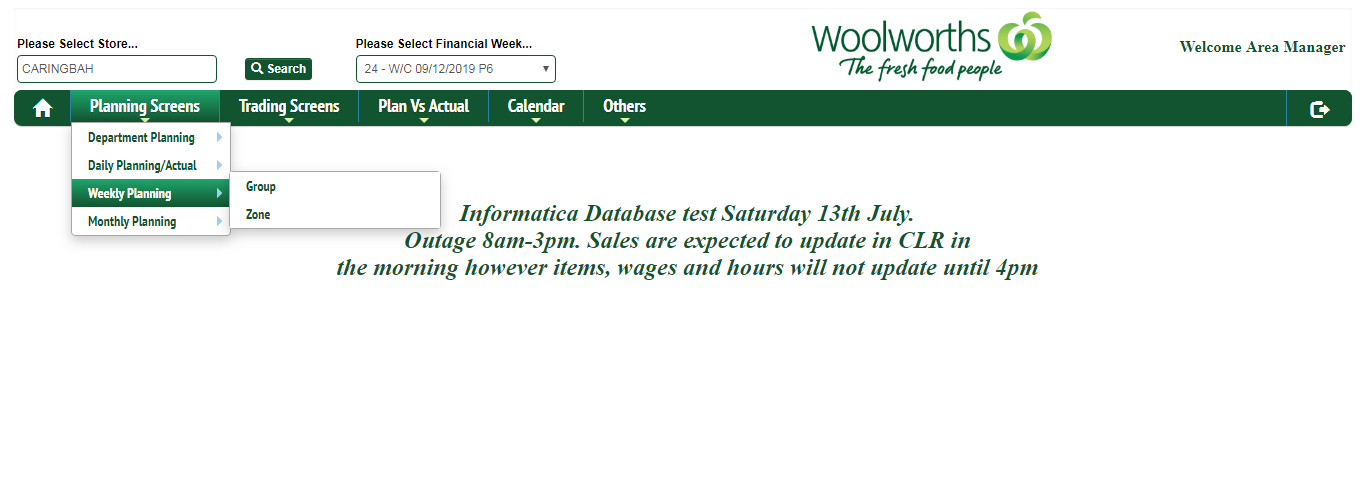 Please Select Store...
CARINGBAH
Search
Please Select Financial Week...
24 - W/C 09/12/2019 P6
Woolworths
The fresh food people
Welcome Area Manager
Planning Screens
Trading Screens
Plan Vs Actual
Calendar
Others
Department Planning
Daily Planning/Actual
Weekly Planning
Monthly Planning
Group
Zone
Informatica Database test Saturday 13th July.
Outage 8am-3pm. Sales are expected to update in CLR in
the morning however items, wages and hours will not update until 4pm